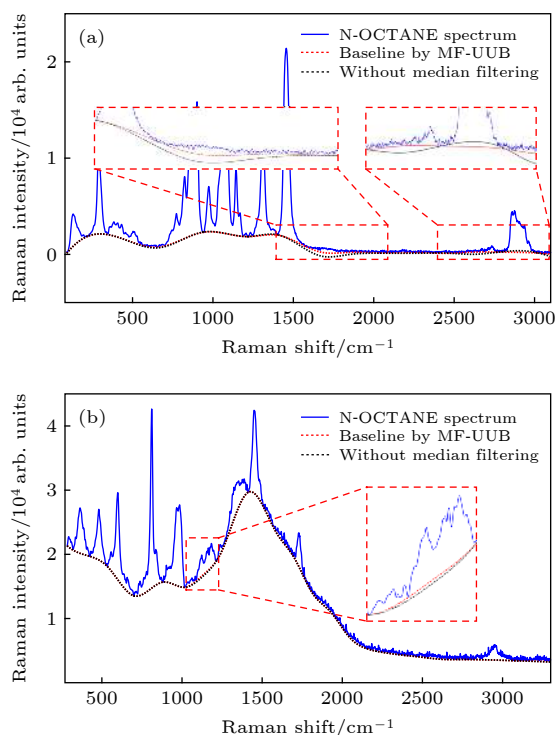 (a)
N-OCTANE spectrum
Baseline by MF-UUB
Without median filtering
Raman intensity/10⁴ arb. units
2
1
0
500 1000 1500 2000 2500 3000
Raman shift/cm⁻¹
(b)
N-OCTANE spectrum
Baseline by MF-UUB
Without median filtering
Raman intensity/10⁴ arb. units
4
3
2
1
500 1000 1500 2000 2500 3000
Raman shift/cm⁻¹